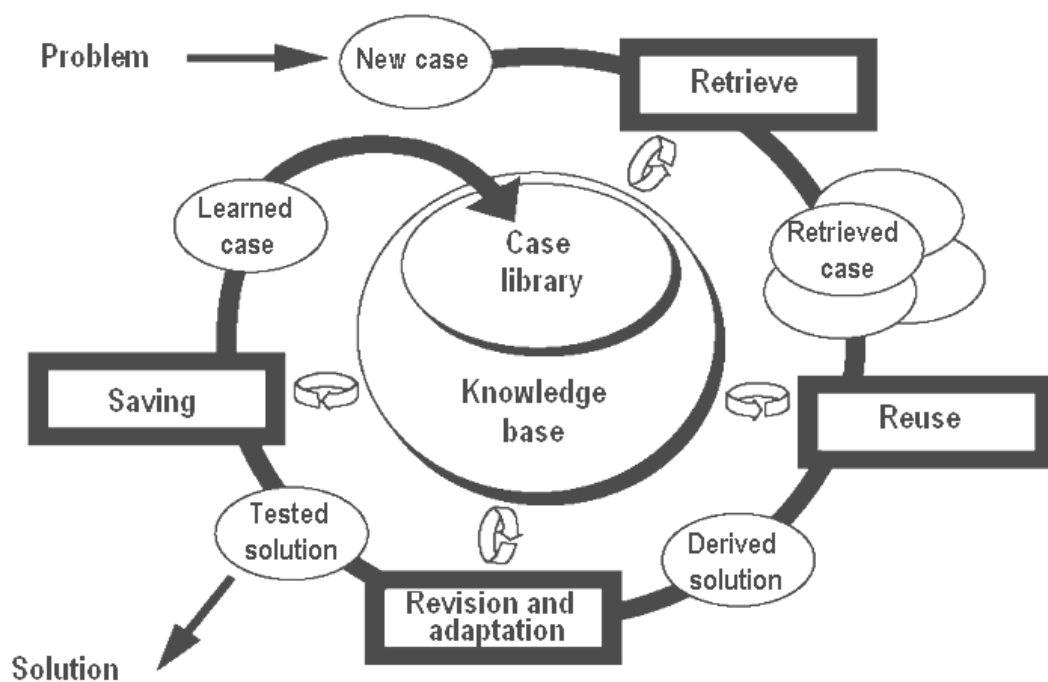 Problem
New case
Retrieve
Learned
case
Case
library
Retrieved
case
Saving
Knowledge
base
Reuse
Tested
solution
Derived
solution
Revision and
adaptation
Solution